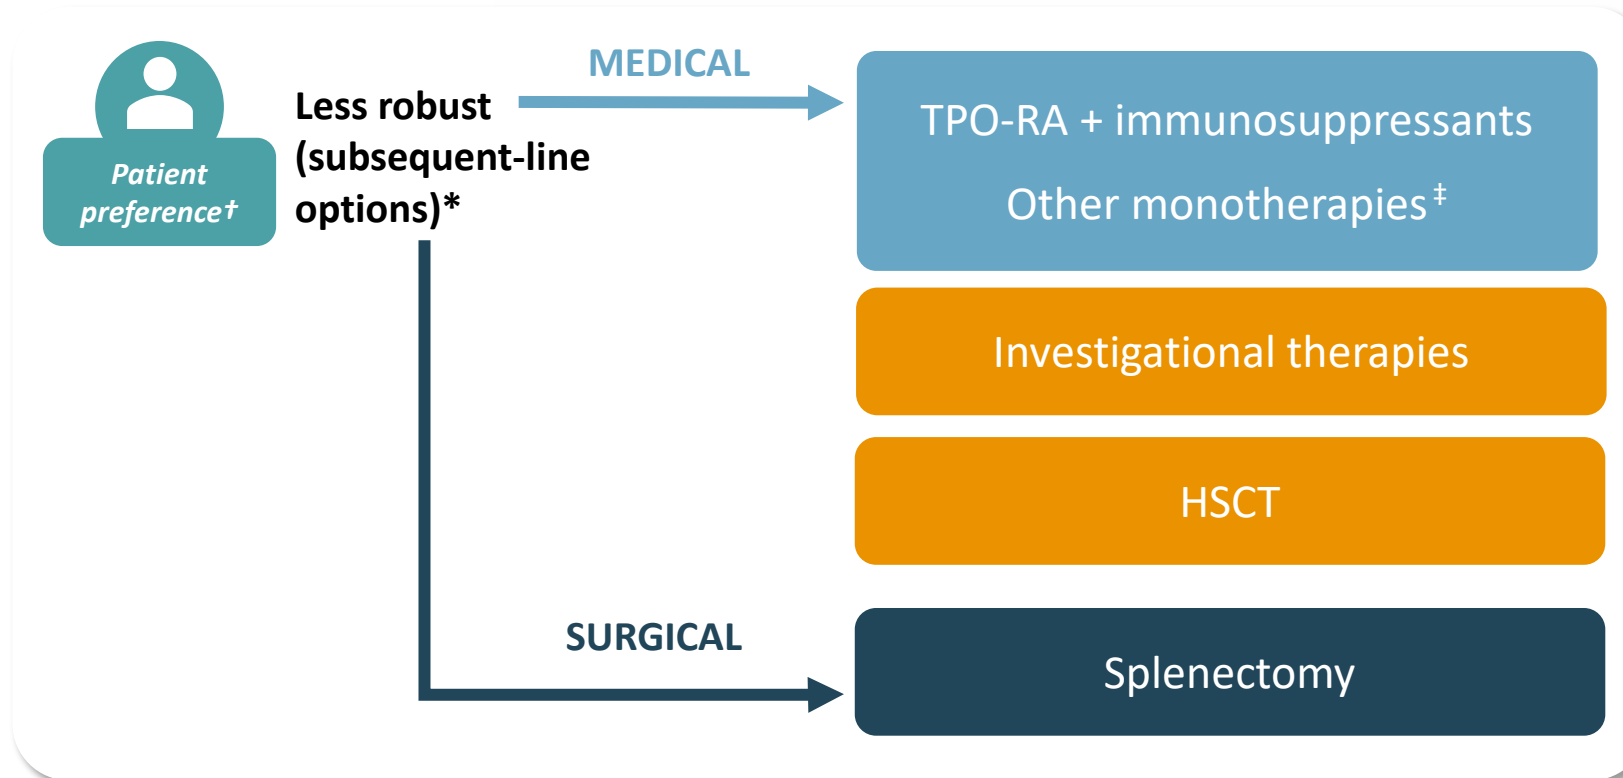 Patient
preference†
Less robust
(subsequent-line
options)*
MEDICAL
TPO-RA + immunosuppressants
Other monotherapies‡
Investigational therapies
HSCT
SURGICAL
Splenectomy